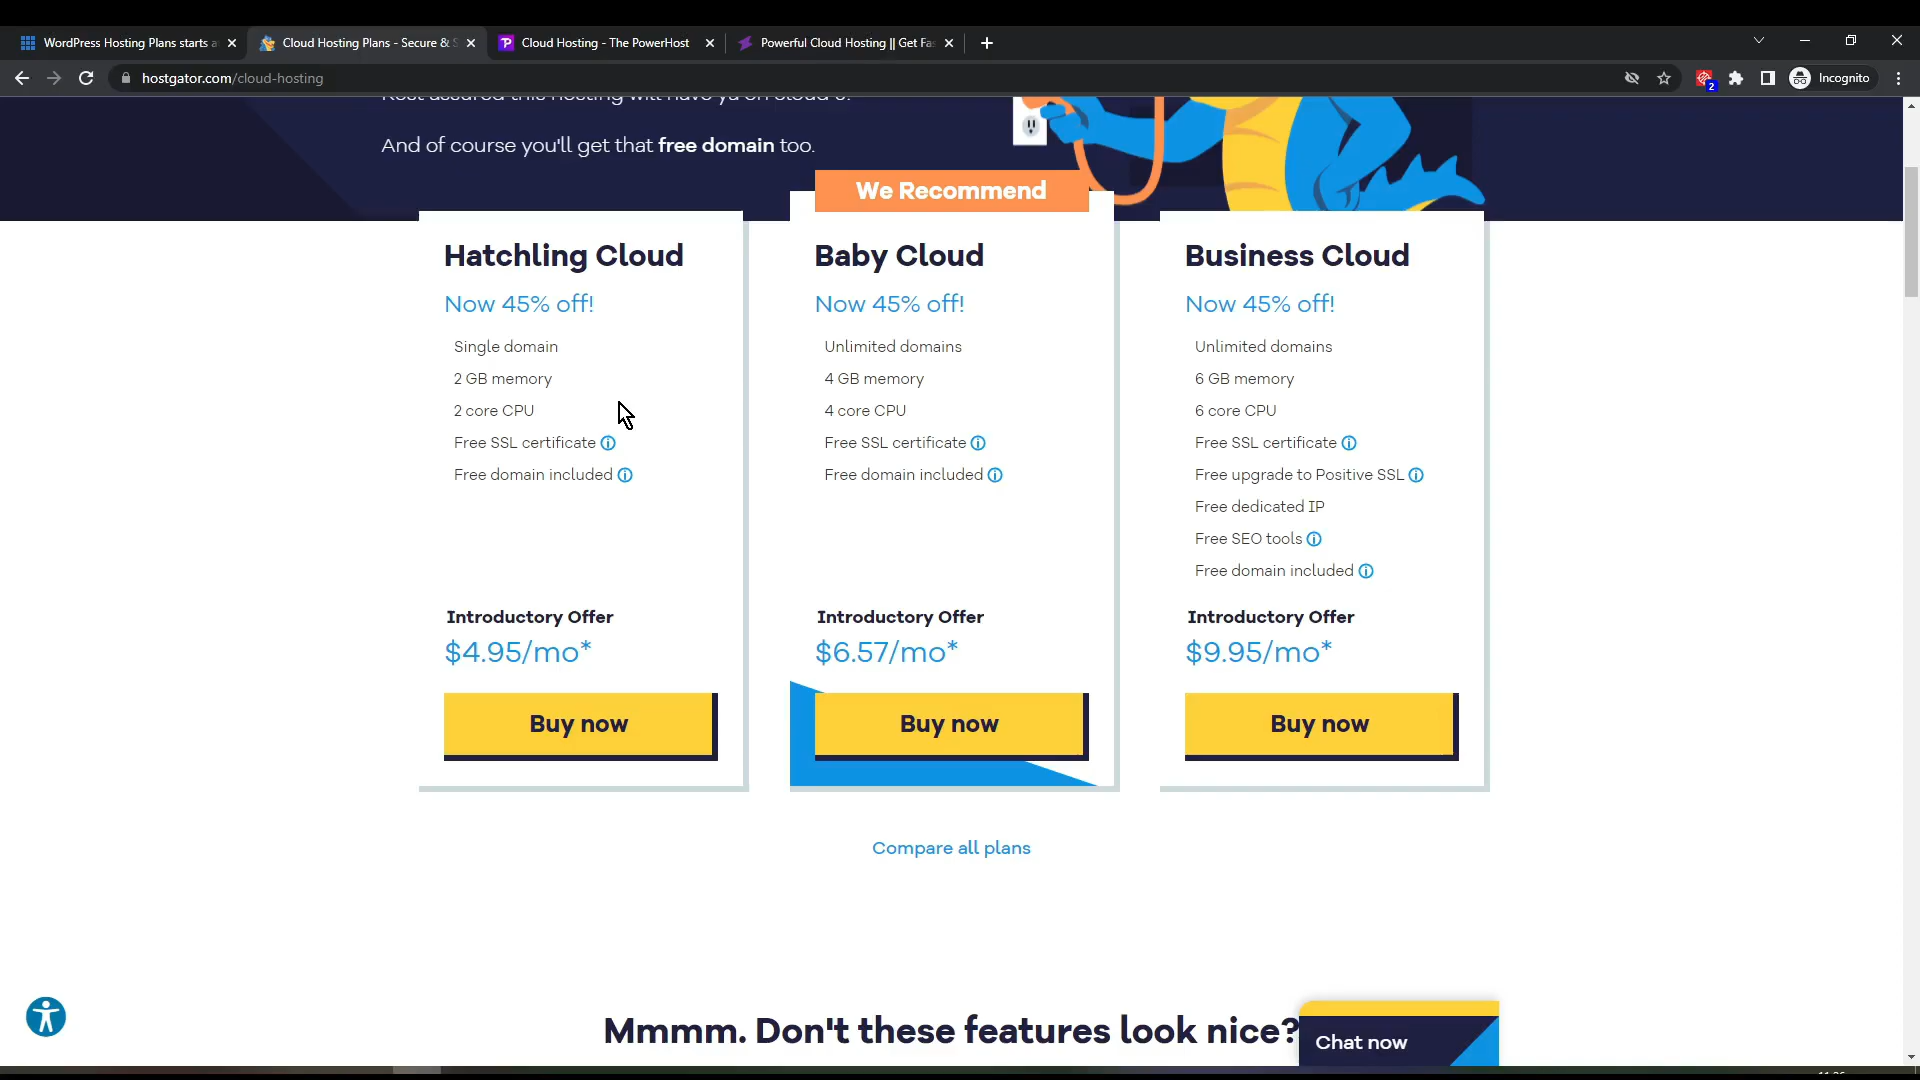 WordPress Hosting Plans starts a
Cloud Hosting Plans - Secure & S
Cloud Hosting - The PowerHost
Powerful Cloud Hosting || Get Fa
hostgator.com/cloud-hosting
2
Incognito
And of course you'll get that free domain too.
We Recommend
Hatchling Cloud
Now 45% off!
Single domain
2 GB memory
2 core CPU
Free SSL certificate
Free domain included
Introductory Offer
$4.95/mo*
Buy now
Baby Cloud
Now 45% off!
Unlimited domains
4 GB memory
4 core CPU
Free SSL certificate
Free domain included
Introductory Offer
$6.57/mo*
Buy now
Business Cloud
Now 45% off!
Unlimited domains
6 GB memory
6 core CPU
Free SSL certificate
Free upgrade to Positive SSL
Free dedicated IP
Free SEO tools
Free domain included
Introductory Offer
$9.95/mo*
Buy now
Compare all plans
Mmmm. Don't these features look nice?
Chat now